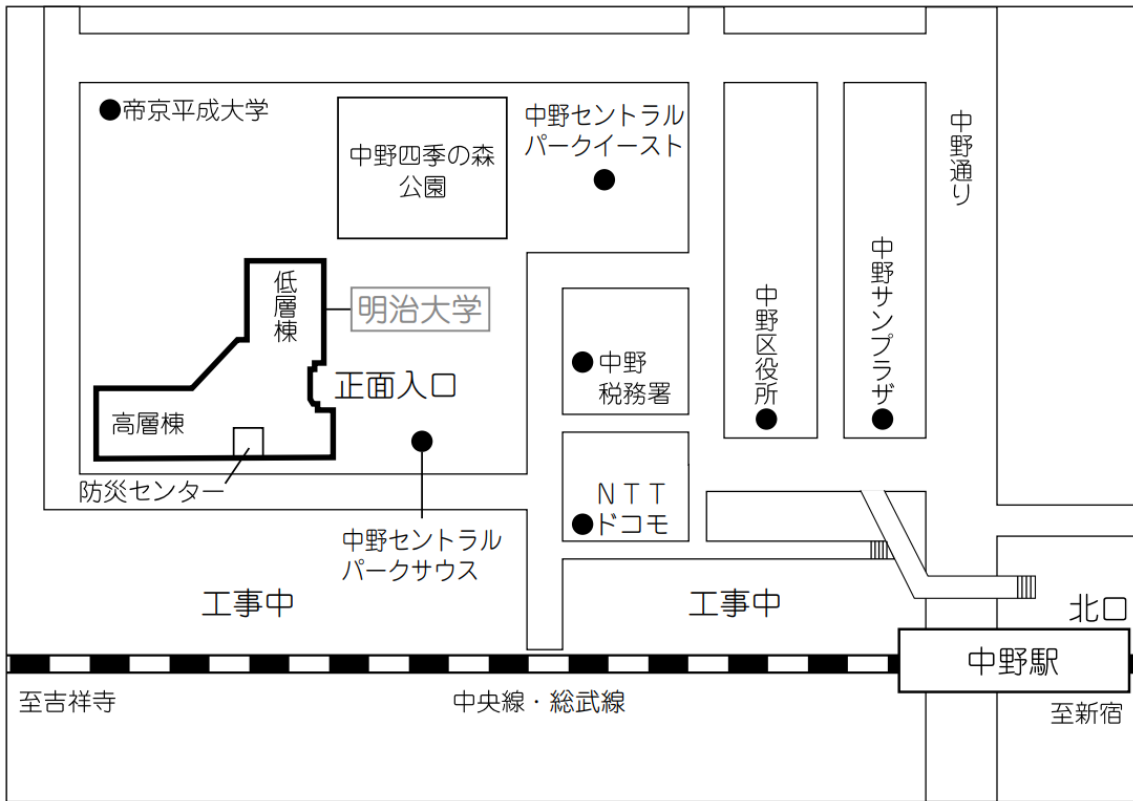 帝京平成大学
中野四季の森
公園
中野セントラル
パークイースト
中野通り
低層棟
明治大学
中野
税務署
中野区役所
中野サンプラザ
正面入口
高層棟
防災センター
NTT
ドコモ
中野セントラル
パークサウス
工事中
工事中
北口
中野駅
至吉祥寺
中央線・総武線
至新宿